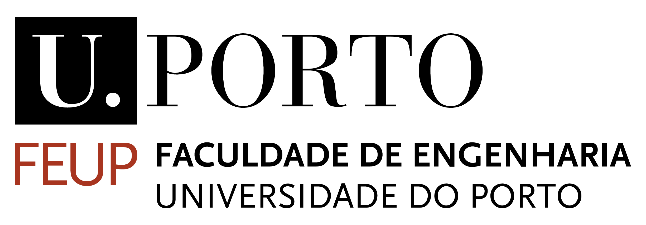 U. PORTO
FEUP FACULDADE DE ENGENHARIA
UNIVERSIDADE DO PORTO